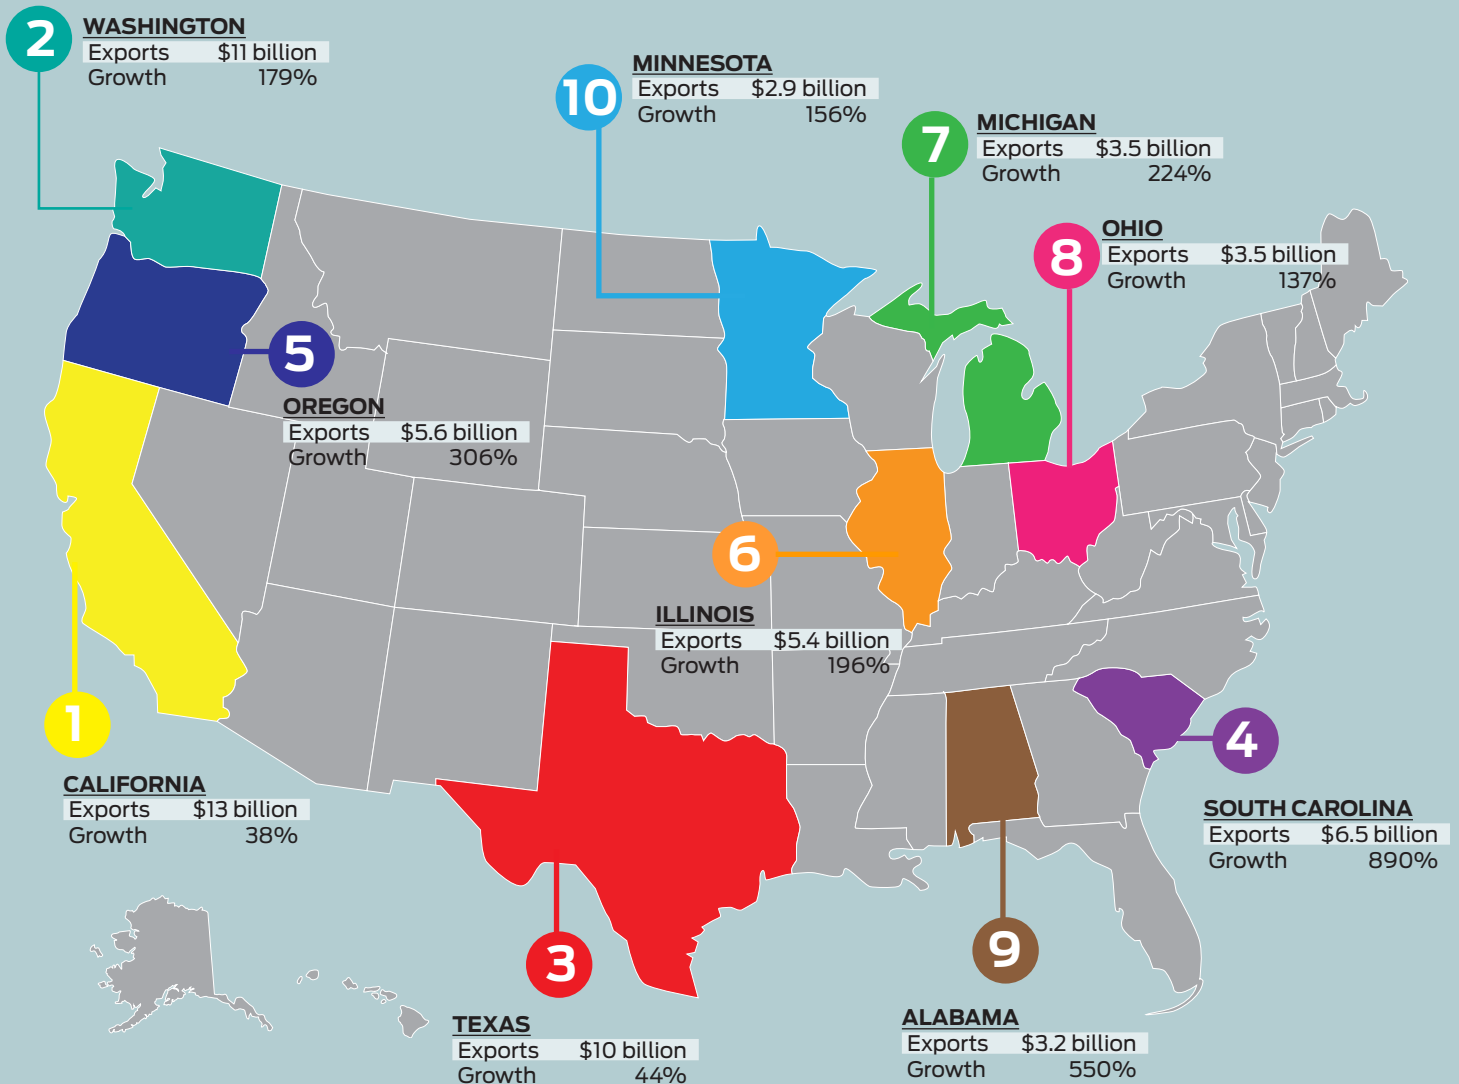 2
WASHINGTON
Exports $11 billion
Growth 179%
10
MINNESOTA
Exports $2.9 billion
Growth 156%
7
MICHIGAN
Exports $3.5 billion
Growth 224%
8
OHIO
Exports $3.5 billion
Growth 137%
5
OREGON
Exports $5.6 billion
Growth 306%
6
ILLINOIS
Exports $5.4 billion
Growth 196%
1
CALIFORNIA
Exports $13 billion
Growth 38%
4
SOUTH CAROLINA
Exports $6.5 billion
Growth 890%
3
TEXAS
Exports $10 billion
Growth 44%
9
ALABAMA
Exports $3.2 billion
Growth 550%